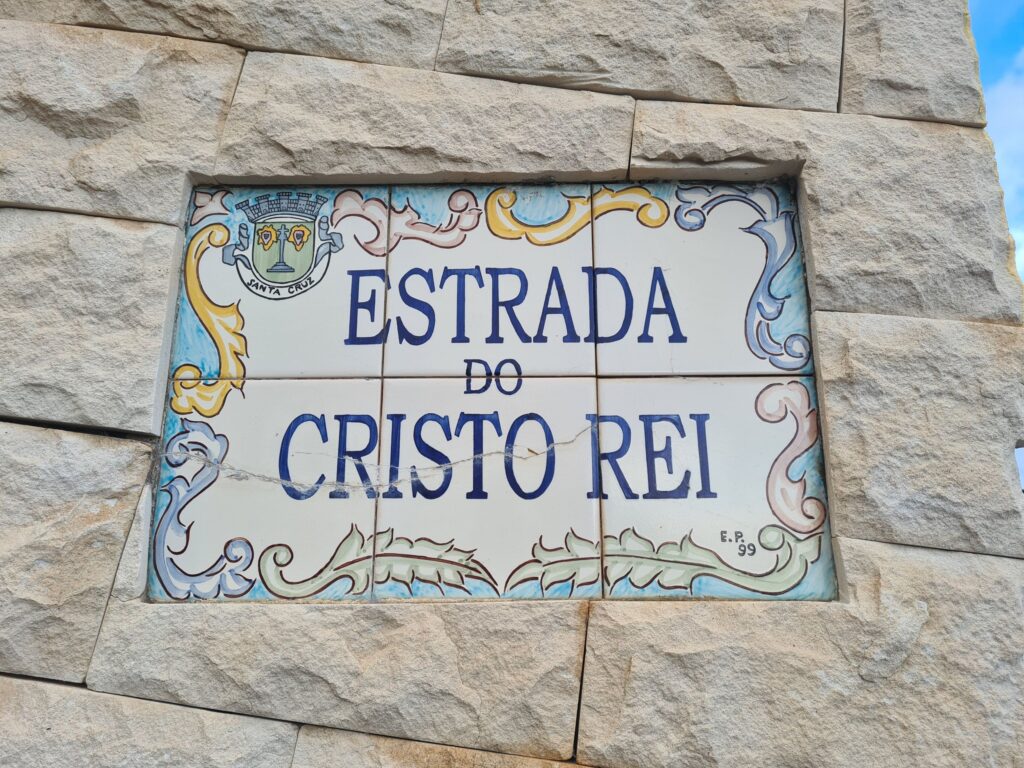 SANTA CRUZ
ESTRADA
DO
CRISTO REI
E.P.
99